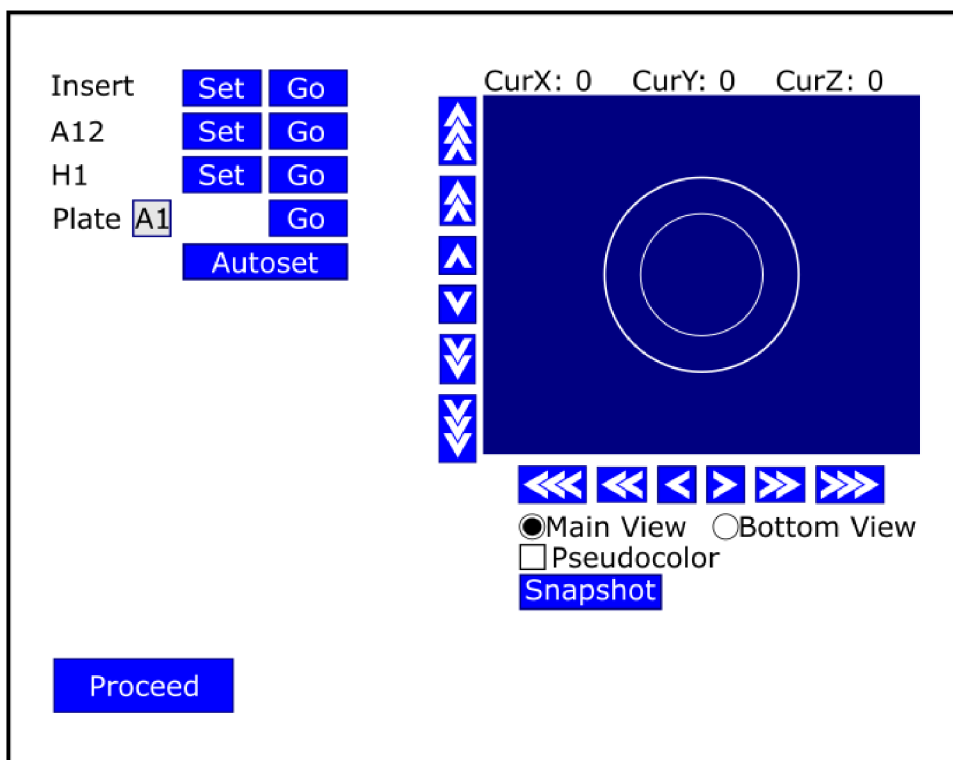 Insert Set Go
A12 Set Go
H1 Set Go
Plate A1 Go
Autoset
CurX: 0 CurY: 0 CurZ: 0
Main View Bottom View
Pseudocolor
Snapshot
Proceed